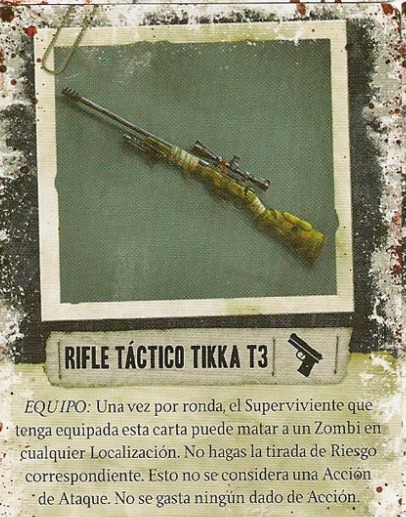 RIFLE TÁCTICO TIKKA T3
EQUIPO: Una vez por ronda, el Superviviente que
tenga equipada esta carta puede matar a un Zombi en
cualquier Localización. No hagas la tirada de Riesgo
correspondiente. Esto no se considera una Acción
de Ataque. No se gasta ningún dado de Acción.